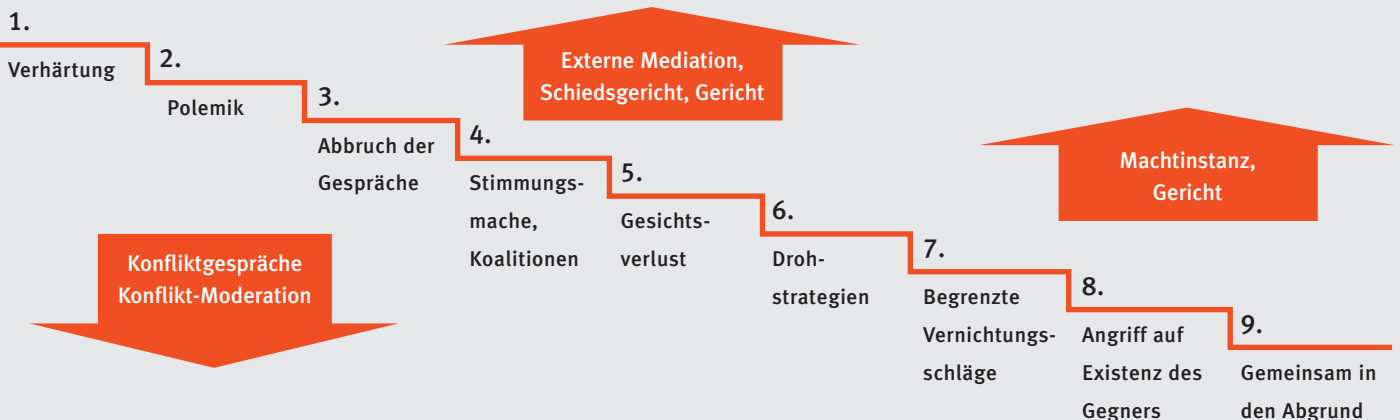 1.
Verhärtung
2.
Polemik
3.
Abbruch der
Gespräche
4.
Stimmungs-
mache,
Koalitionen
5.
Gesichts-
verlust
6.
Droh-
strategien
7.
Begrenzte
Vernichtungs-
schläge
8.
Angriff auf
Existenz des
Gegners
9.
Gemeinsam in
den Abgrund
Externe Mediation,
Schiedsgericht, Gericht
Machtinstanz,
Gericht
Konfliktgespräche
Konflikt-Moderation